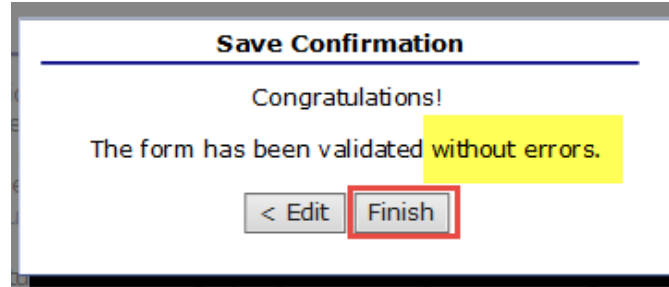 Save Confirmation
Congratulations!
The form has been validated without errors.
< Edit Finish